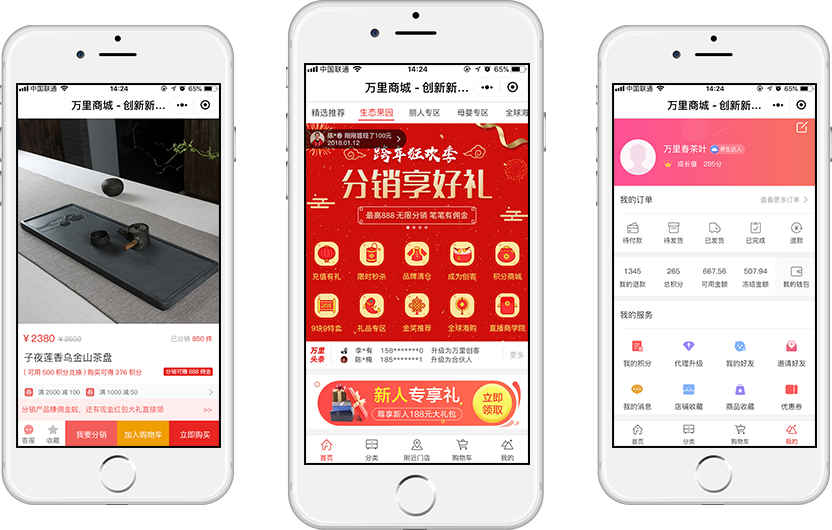 中国联通
14:24
65%
万里商城 - 创新新...
¥2380 ¥3500
已分销 850 件
子夜莲香乌金山茶盘
( 可用 500 积分兑换 ) 购买可得 376 积分
分销可赚 888 佣金
券 满 2000 减 100 券 满 1000 减 50
分销产品赚佣金啦，还有现金红包大礼直接领 >>
客服 收藏 我要分销 加入购物车 立即购买
中国联通
14:24
65%
万里商城 - 创新新...
精选推荐 生态果园 丽人专区 母婴专区 全球海
陈*春 刚刚提现了100元
2018.01.12
跨年狂欢季
分销享好礼
最高888 无限分销 笔笔有佣金
充值有礼 限时秒杀 品牌清仓 成为创客 积分商城
9块9特卖 礼品专区 金奖推荐 全球海购 直播商学院
万里
头条
李*有 158*******0 升级为万里创客
陈*梅 185*******1 升级为合伙人
更多
新人专享礼
尊享新人188元大礼包
立即
领取
首页 分类 附近门店 购物车 我的
中国联通
14:24
65%
万里商城 - 创新新...
万里春茶叶 养生达人
成长值 285分
我的订单 查看更多订单
待付款 待发货 已发货 已完成 退款
1345 265 667.56 507.94
我的退款 总积分 可用金额 冻结金额 我的钱包
我的服务
我的积分 代理升级 我的好友 邀请好友
我的消息 店铺收藏 商品收藏 优惠券
首页 分类 购物车 我的